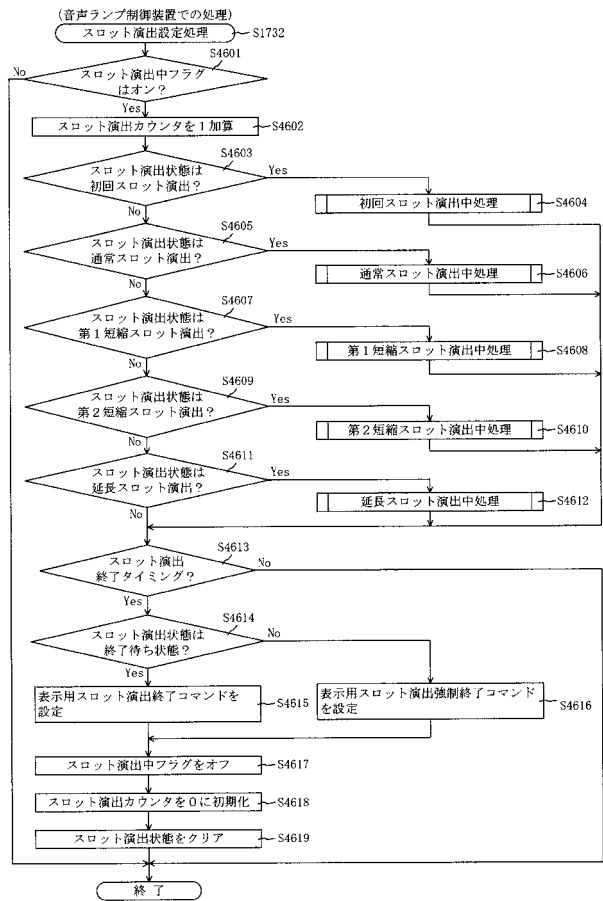 (音声ランプ制御装置での処理)
スロット演出設定処理
S1732
S4601
No
スロット演出中フラグ
はオン？
Yes
スロット演出カウンタを１加算
S4602
S4603
スロット演出状態は
初回スロット演出？
Yes
初回スロット演出中処理
S4604
No
S4605
スロット演出状態は
通常スロット演出？
Yes
通常スロット演出中処理
S4606
No
S4607
スロット演出状態は
第１短縮スロット演出？
Yes
第１短縮スロット演出中処理
S4608
No
S4609
スロット演出状態は
第２短縮スロット演出？
Yes
第２短縮スロット演出中処理
S4610
No
S4611
スロット演出状態は
延長スロット演出？
Yes
延長スロット演出中処理
S4612
No
S4613
スロット演出
終了タイミング？
No
Yes
S4614
スロット演出状態は
終了待ち状態？
No
Yes
表示用スロット演出終了コマンドを
設定
S4615
表示用スロット演出強制終了コマンド
を設定
S4616
スロット演出中フラグをオフ
S4617
スロット演出カウンタを０に初期化
S4618
スロット演出状態をクリア
S4619
終 了